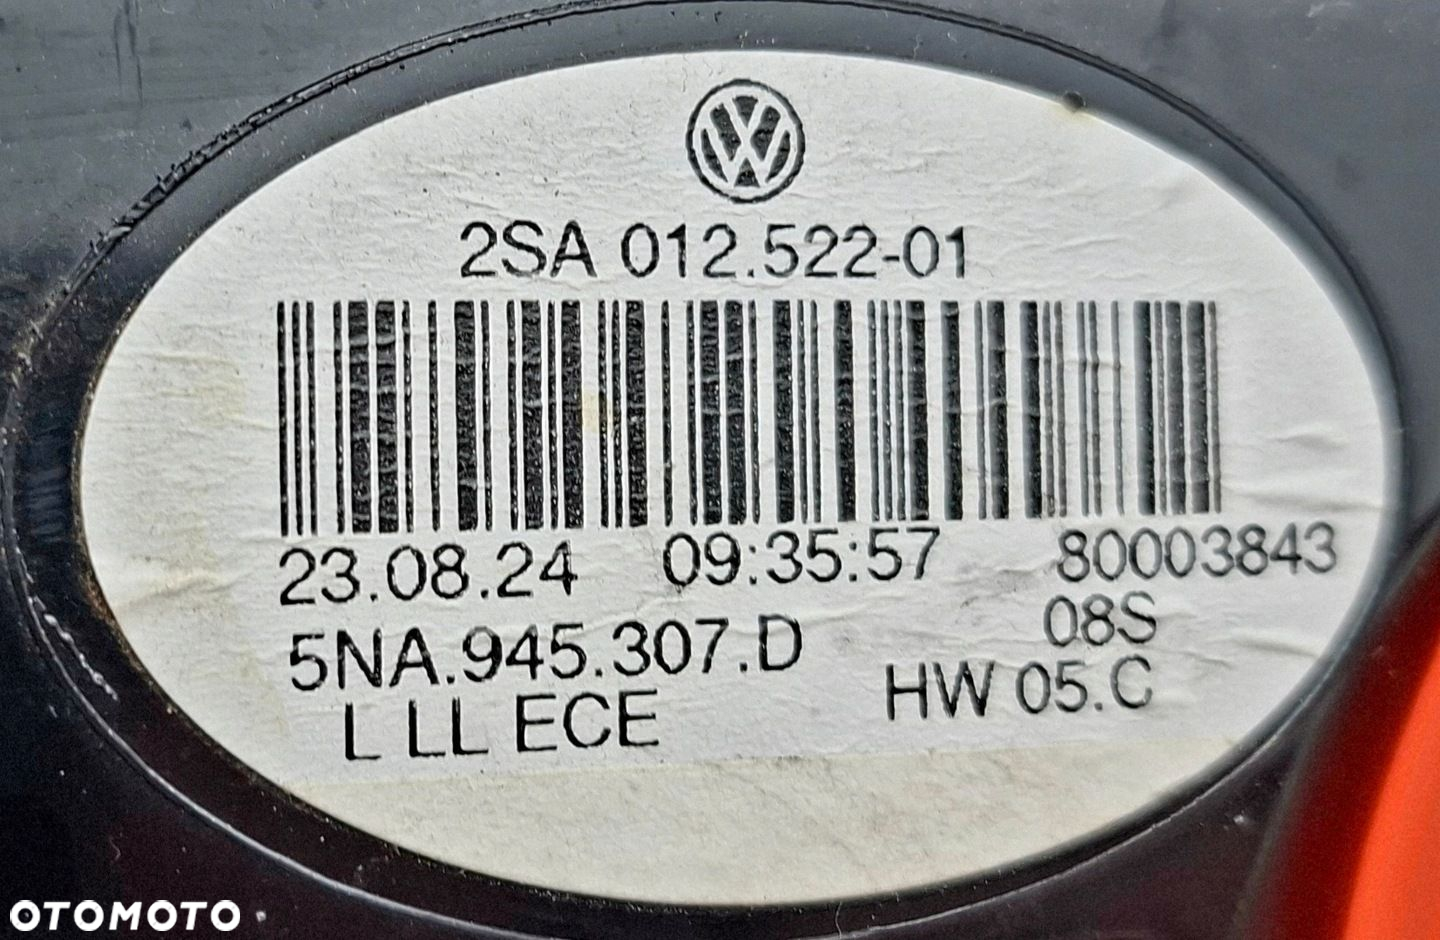 2SA 012.522-01
23.08.24 09:35:57 80003843
08S
5NA.945.307.D
HW 05.C
L LL ECE
OTOMOTO